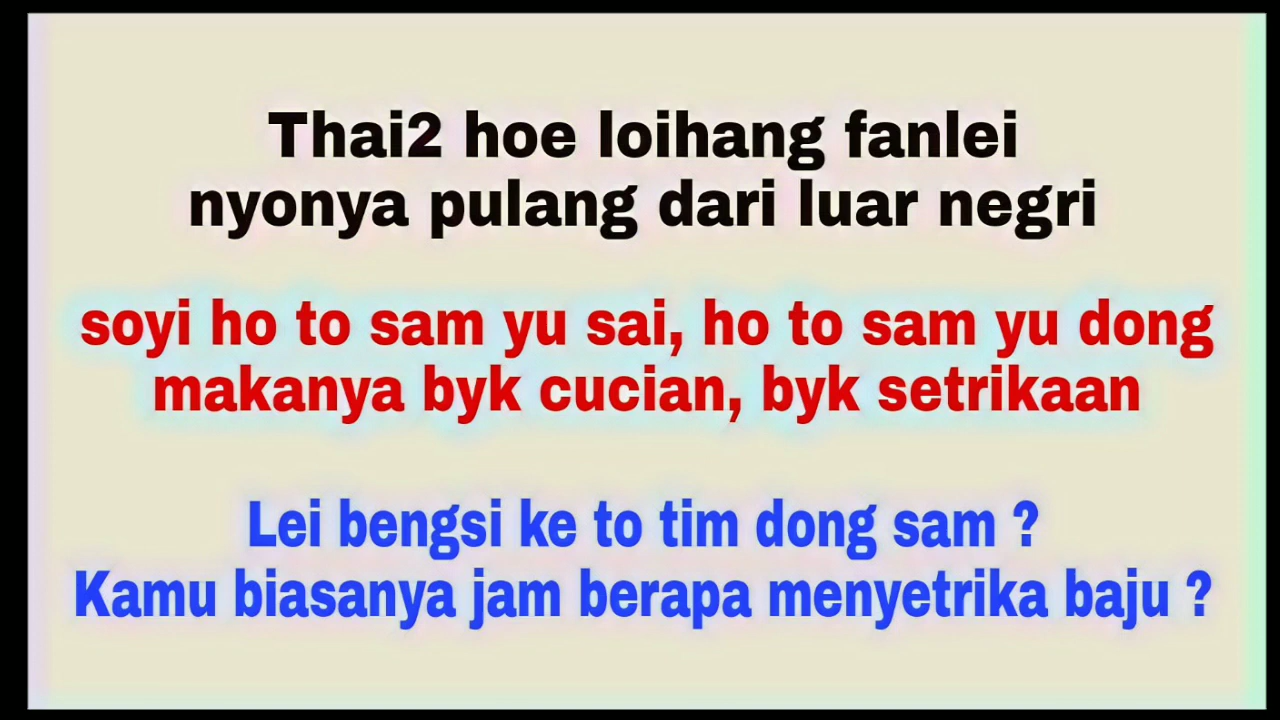 Thai2 hoe loihang fanlei
nyonya pulang dari luar negri
soyi ho to sam yu sai, ho to sam yu dong
makanya byk cucian, byk setrikaan
Lei bengsi ke to tim dong sam ?
Kamu biasanya jam berapa menyetrika baju ?